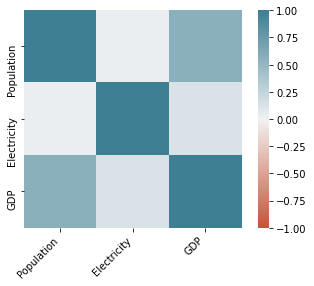 Population
Electricity
GDP
Population
Electricity
GDP
1.00
0.75
0.50
0.25
0.00
−0.25
−0.50
−0.75
−1.00